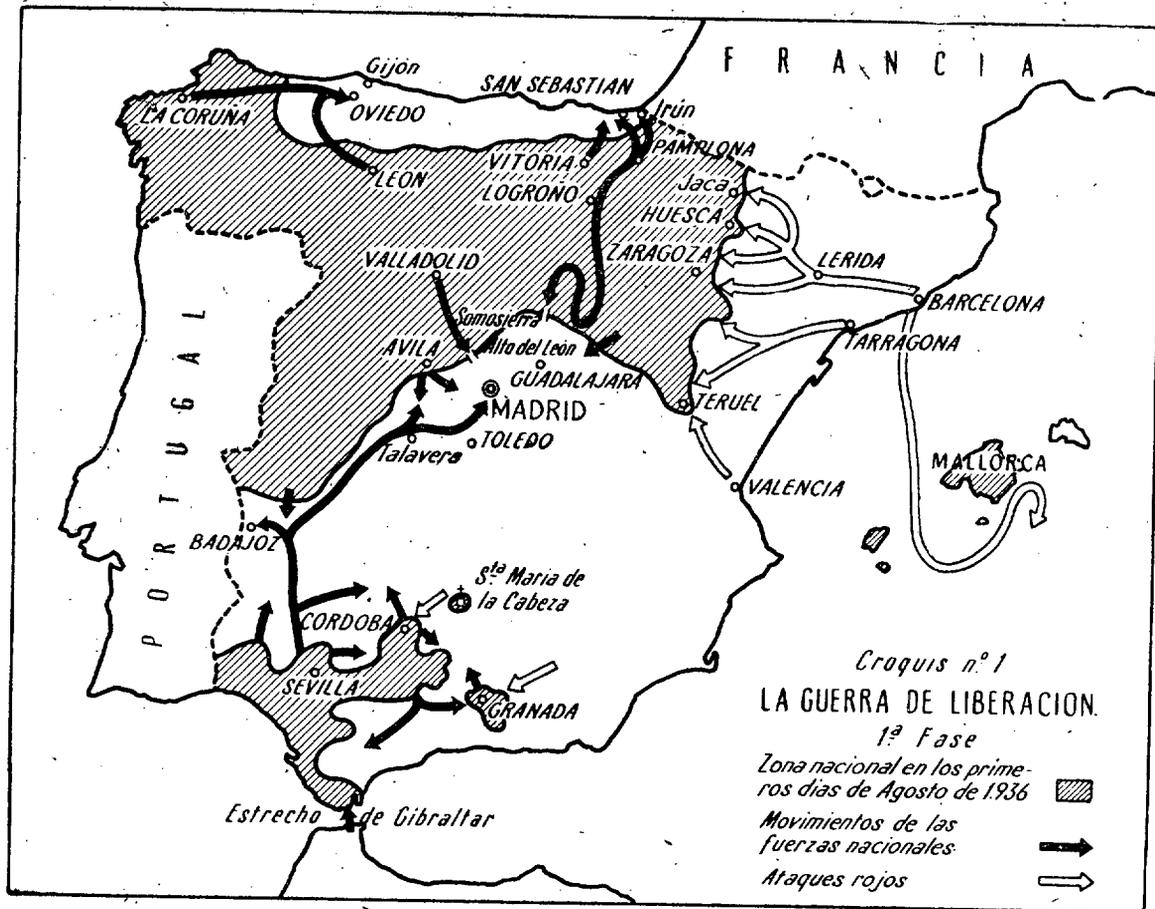 FRANCIA
Gijón
SAN SEBASTIAN
Irún
LA CORUÑA
OVIEDO
PAMPLONA
VITORIA
LEON
LOGROÑO
Jaca
HUESCA
ZARAGOZA
LERIDA
VALLADOLID
BARCELONA
Somosierra
TARRAGONA
AVILA
Alto del León
GUADALAJARA
MADRID
TERUEL
TOLEDO
Talavera
PORTUGAL
MALLORCA
VALENCIA
BADAJOZ
Sta Maria de
la Cabeza
CORDOBA
SEVILLA
GRANADA
Estrecho de Gibraltar
Croquis n.º 1
LA GUERRA DE LIBERACION.
1ª Fase
Zona nacional en los prime-
ros dias de Agosto de 1.936
Movimientos de las
fuerzas nacionales
Ataques rojos